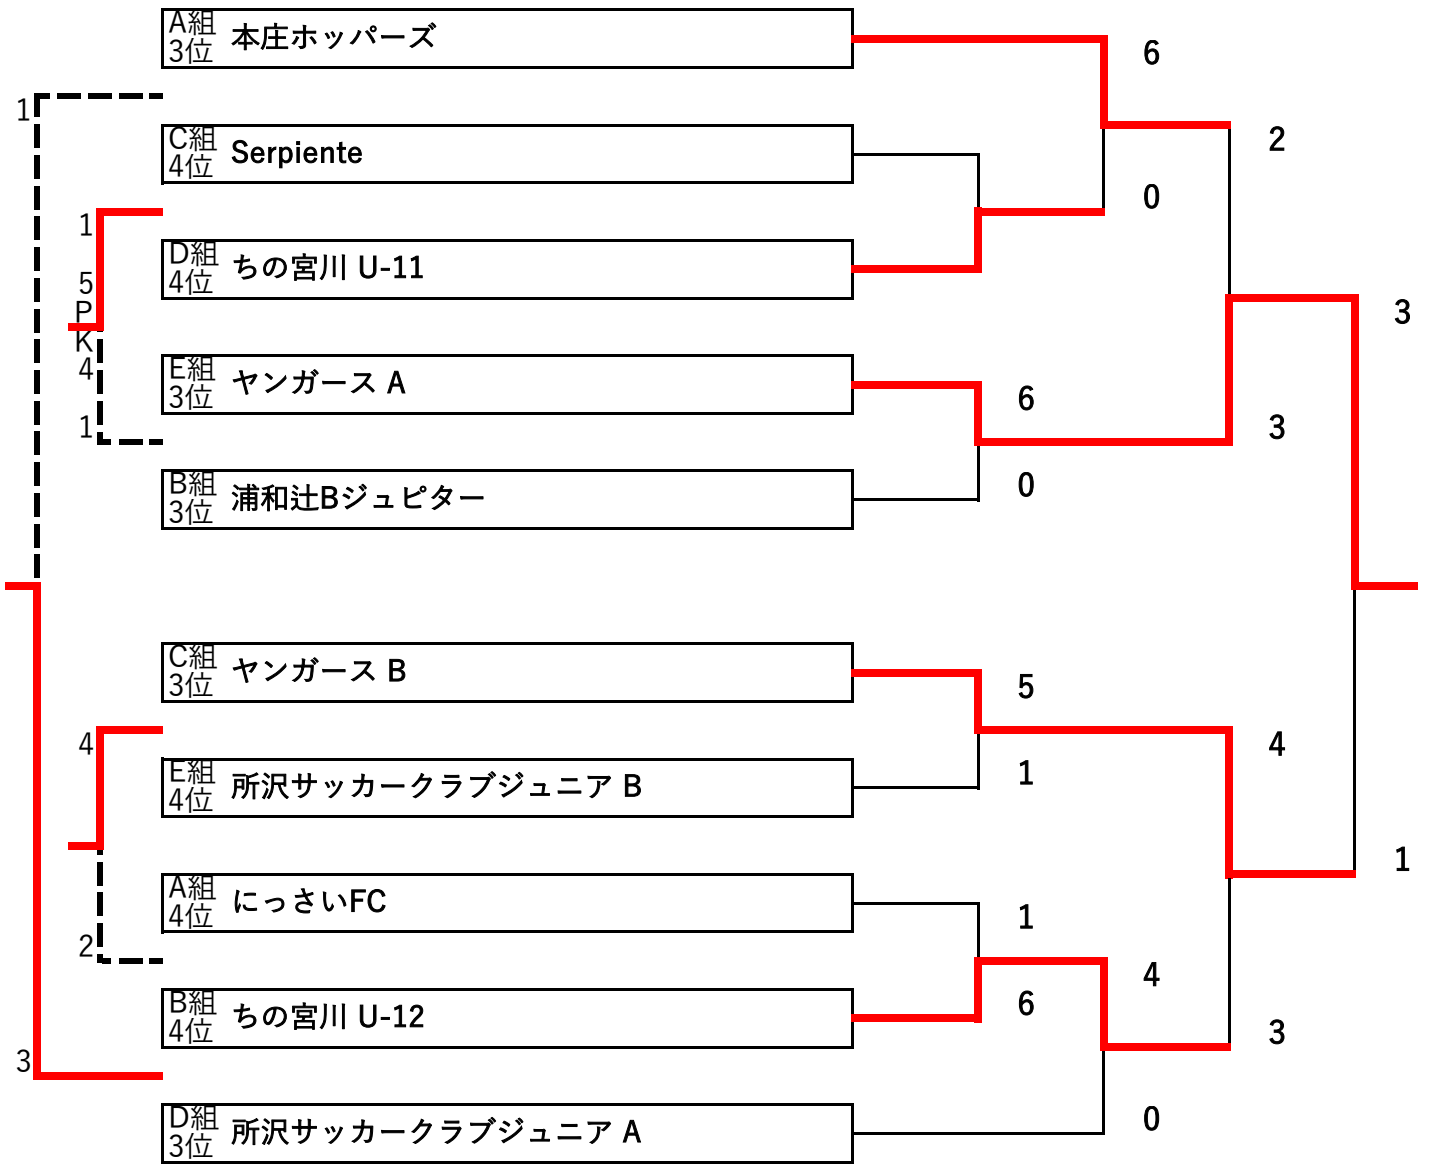 A組
3位
本庄ホッパーズ
6
1
2
C組
4位
Serpiente
0
1
D組
4位
ちの宮川 U-11
5
P
K
4
3
E組
3位
ヤンガース A
6
1
3
B組
3位
浦和辻Bジュピター
0
C組
3位
ヤンガース B
5
4
4
E組
4位
所沢サッカークラブジュニア B
1
1
A組
4位
にっさいFC
1
2
4
B組
4位
ちの宮川 U-12
6
3
3
D組
3位
所沢サッカークラブジュニア A
0